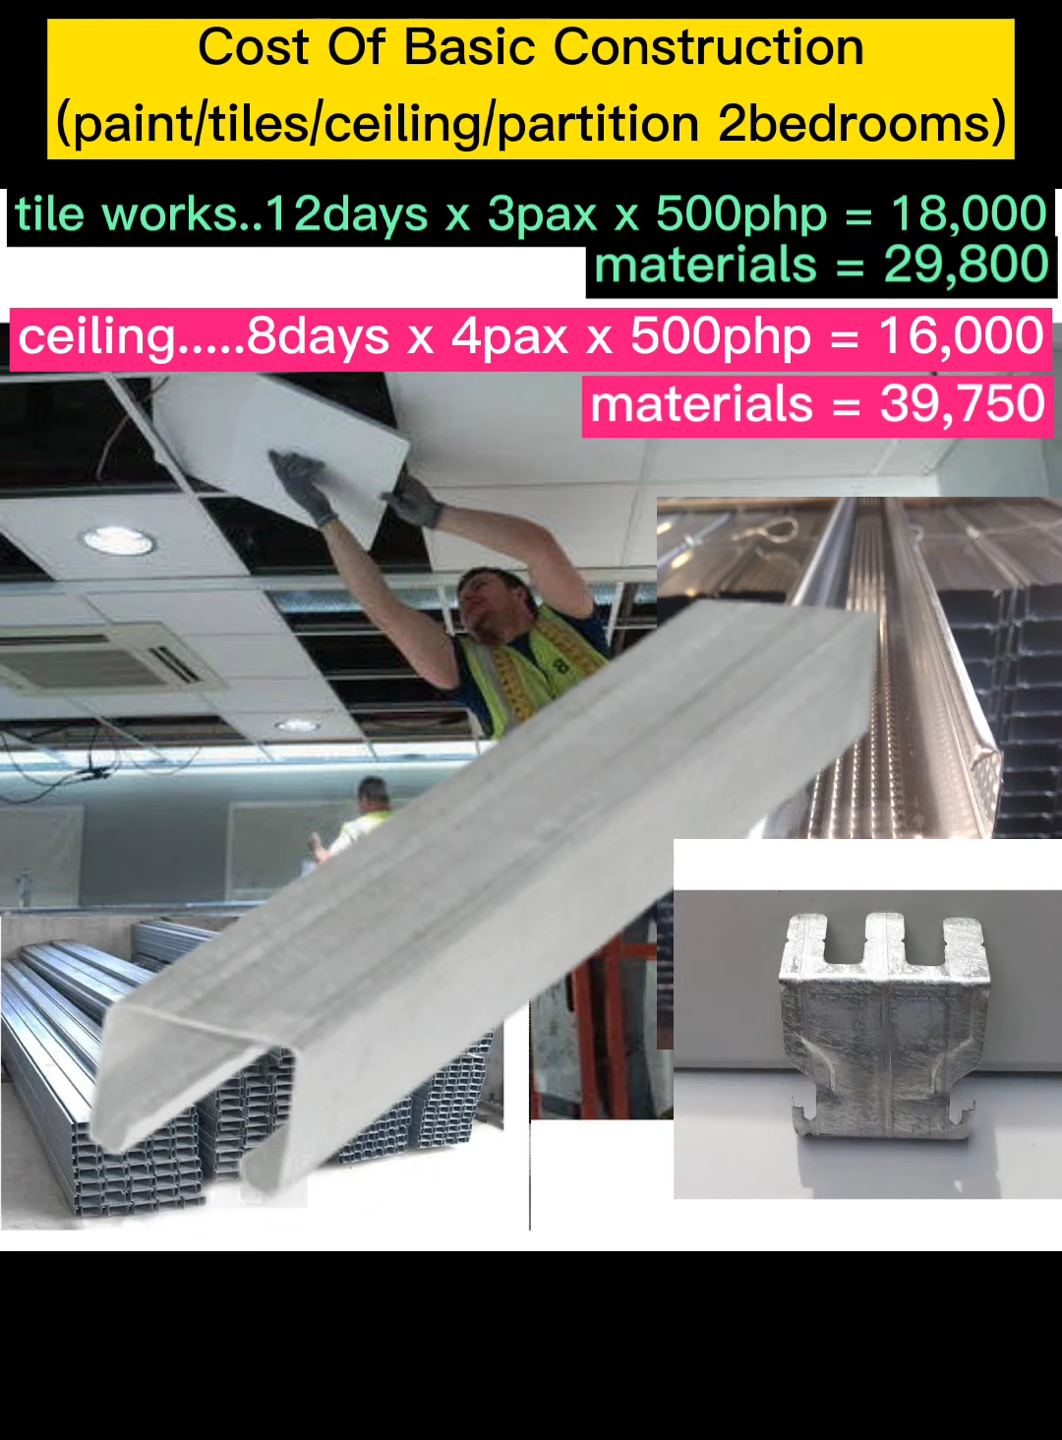 Cost Of Basic Construction
(paint/tiles/ceiling/partition 2bedrooms)
tile works..12days x 3pax x 500php = 18,000
materials = 29,800
ceiling.....8days x 4pax x 500php = 16,000
materials = 39,750